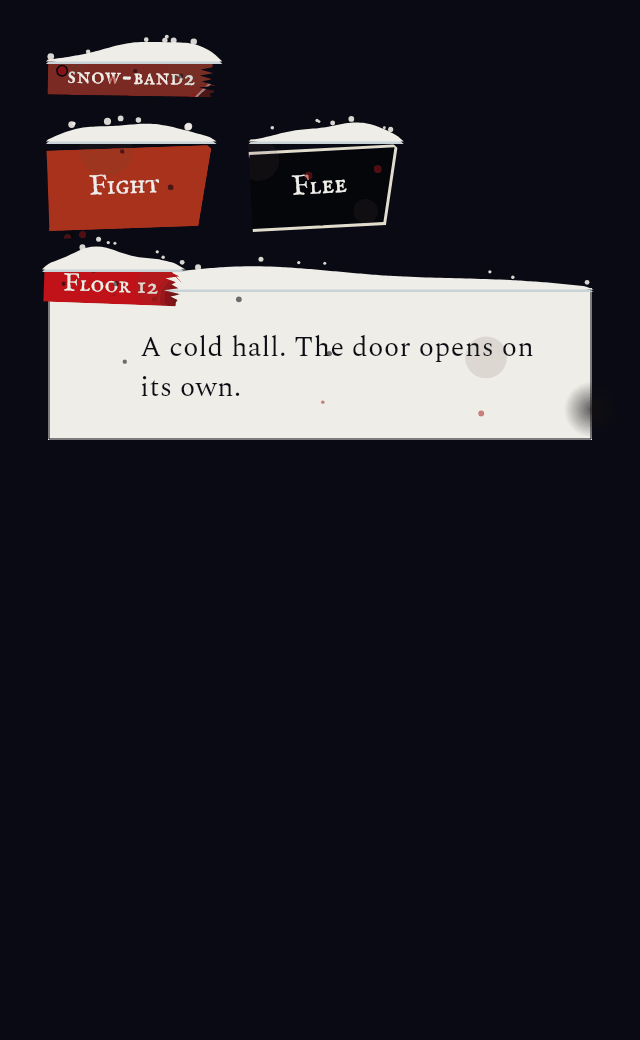 snow-band2
Fight
Flee
Floor 12
A cold hall. The door opens on
its own.